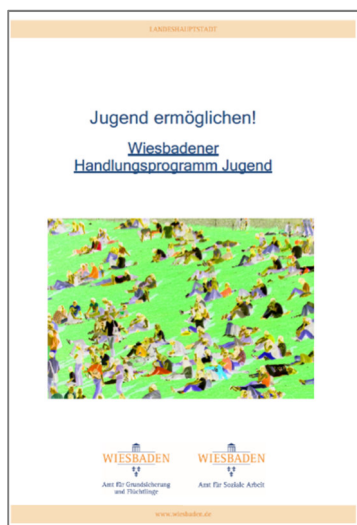 LANDESHAUPTSTADT
Jugend ermöglichen!
Wiesbadener
Handlungsprogramm Jugend
WIESBADEN WIESBADEN
Amt für Grundsicherung
und Flüchtlinge
Amt für Soziale Arbeit
www.wiesbaden.de